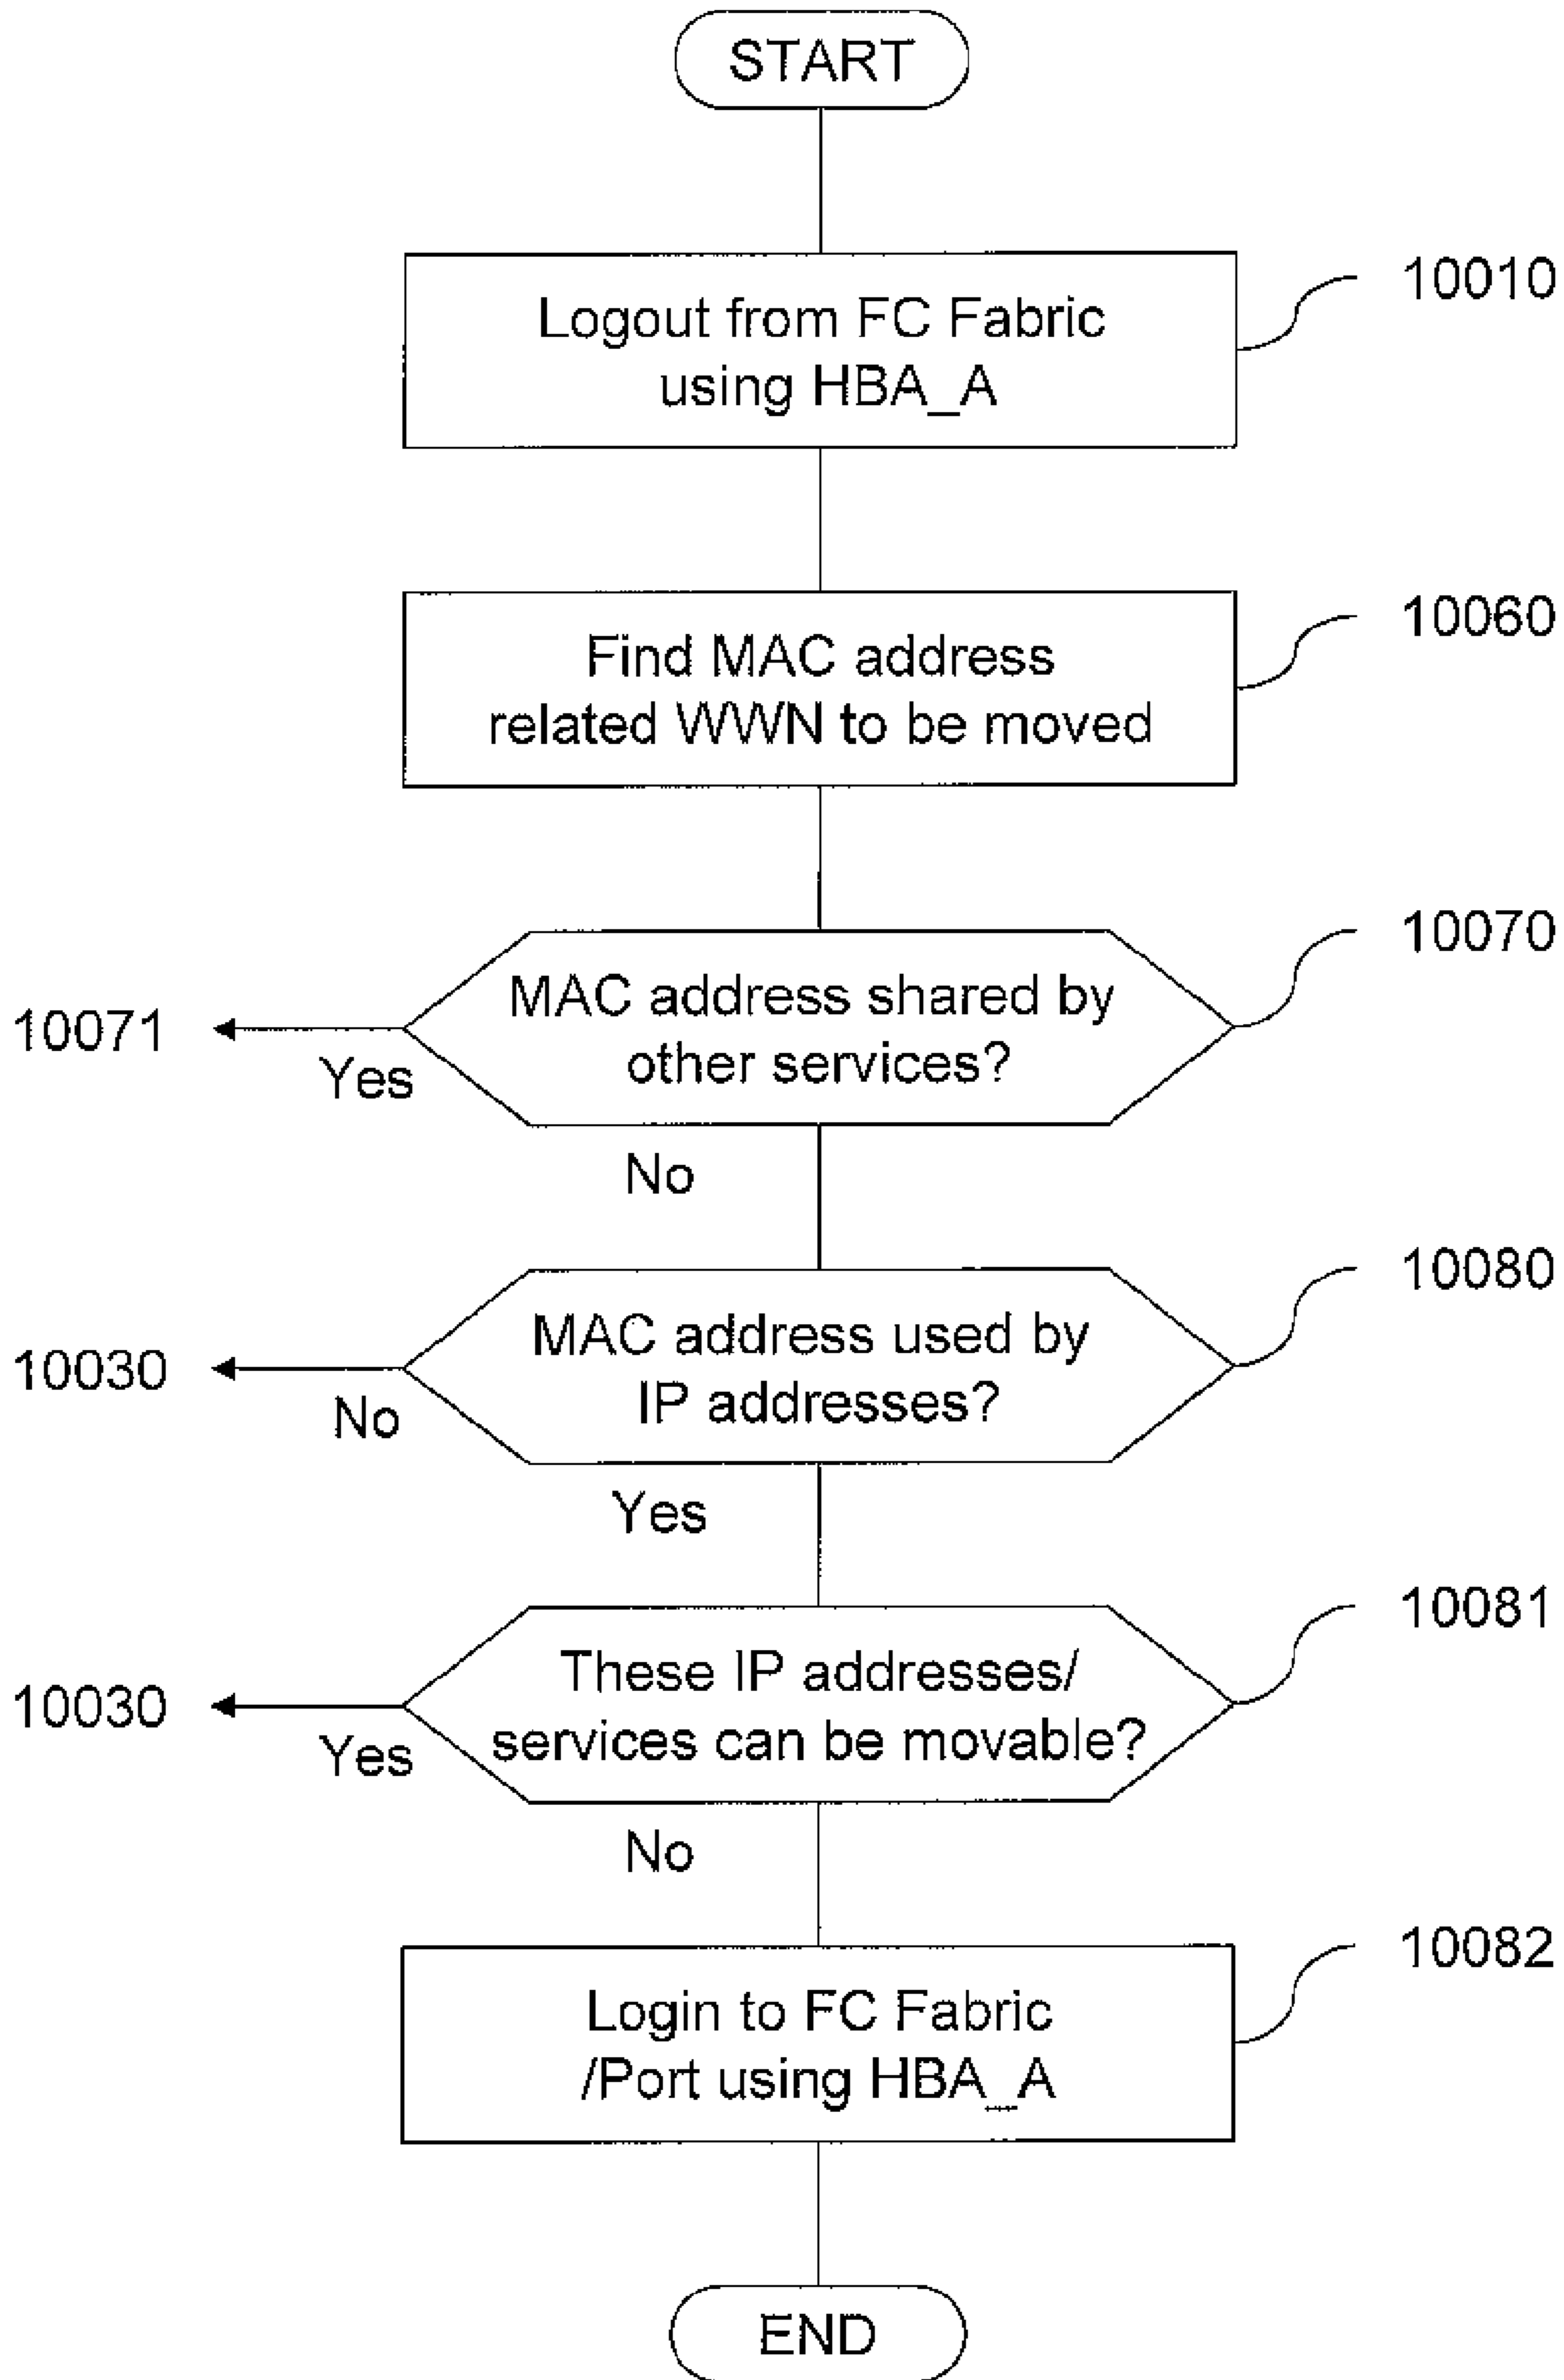 START
Logout from FC Fabric
using HBA_A
10010
Find MAC address
related WWN to be moved
10060
MAC address shared by
other services?
10070
10071
Yes
No
MAC address used by
IP addresses?
10080
10030
No
Yes
These IP addresses/
services can be movable?
10081
10030
Yes
No
Login to FC Fabric
/Port using HBA_A
10082
END